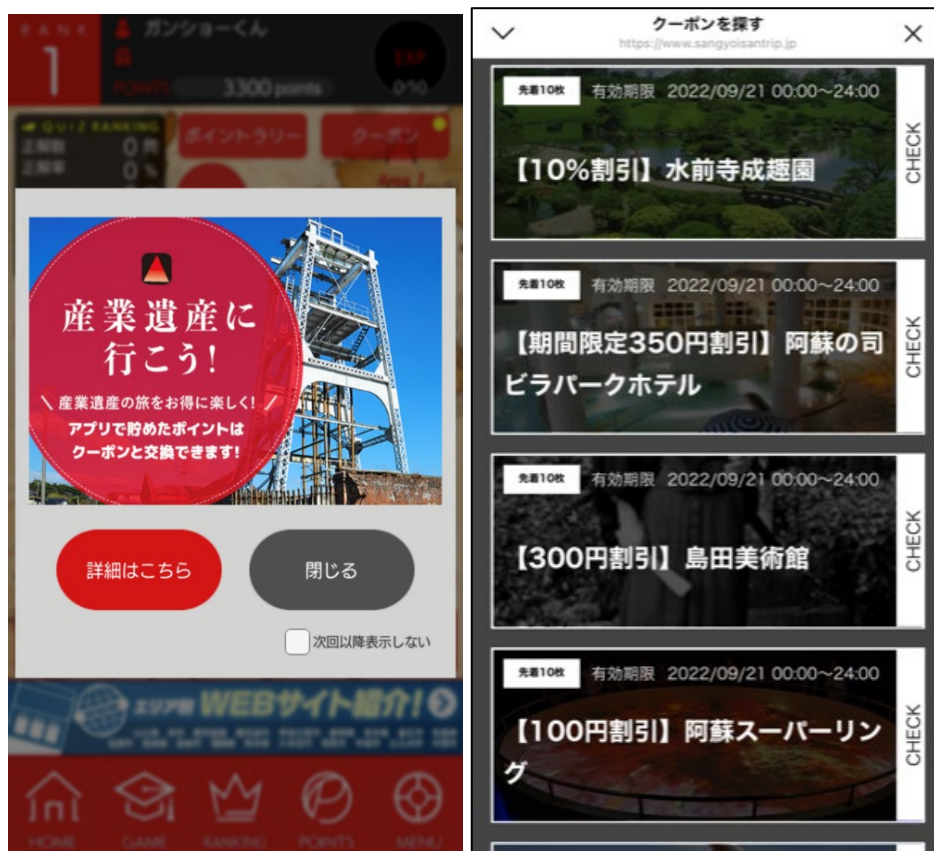 RANK
1
ガンショーくん
POINTS 3300 points
EXP
0/10
QUIZ RANKING
正解数 0 問
正解率 0 %
ポイントラリー
クーポン
産業遺産に
行こう!
\ 産業遺産の旅をお得に楽しく! /
アプリで貯めたポイントは
クーポンと交換できます!
詳細はこちら
閉じる
次回以降表示しない
エリア別 WEBサイト紹介!
HOME
GAME
RANKING
POINTS
MENU
クーポンを探す
https://www.sangyoisantrip.jp
先着10枚 有効期限 2022/09/21 00:00~24:00
【10%割引】水前寺成趣園
CHECK
先着10枚 有効期限 2022/09/21 00:00~24:00
【期間限定350円割引】阿蘇の司
ビラパークホテル
CHECK
先着10枚 有効期限 2022/09/21 00:00~24:00
【300円割引】島田美術館
CHECK
先着10枚 有効期限 2022/09/21 00:00~24:00
【100円割引】阿蘇スーパーリン
グ
CHECK